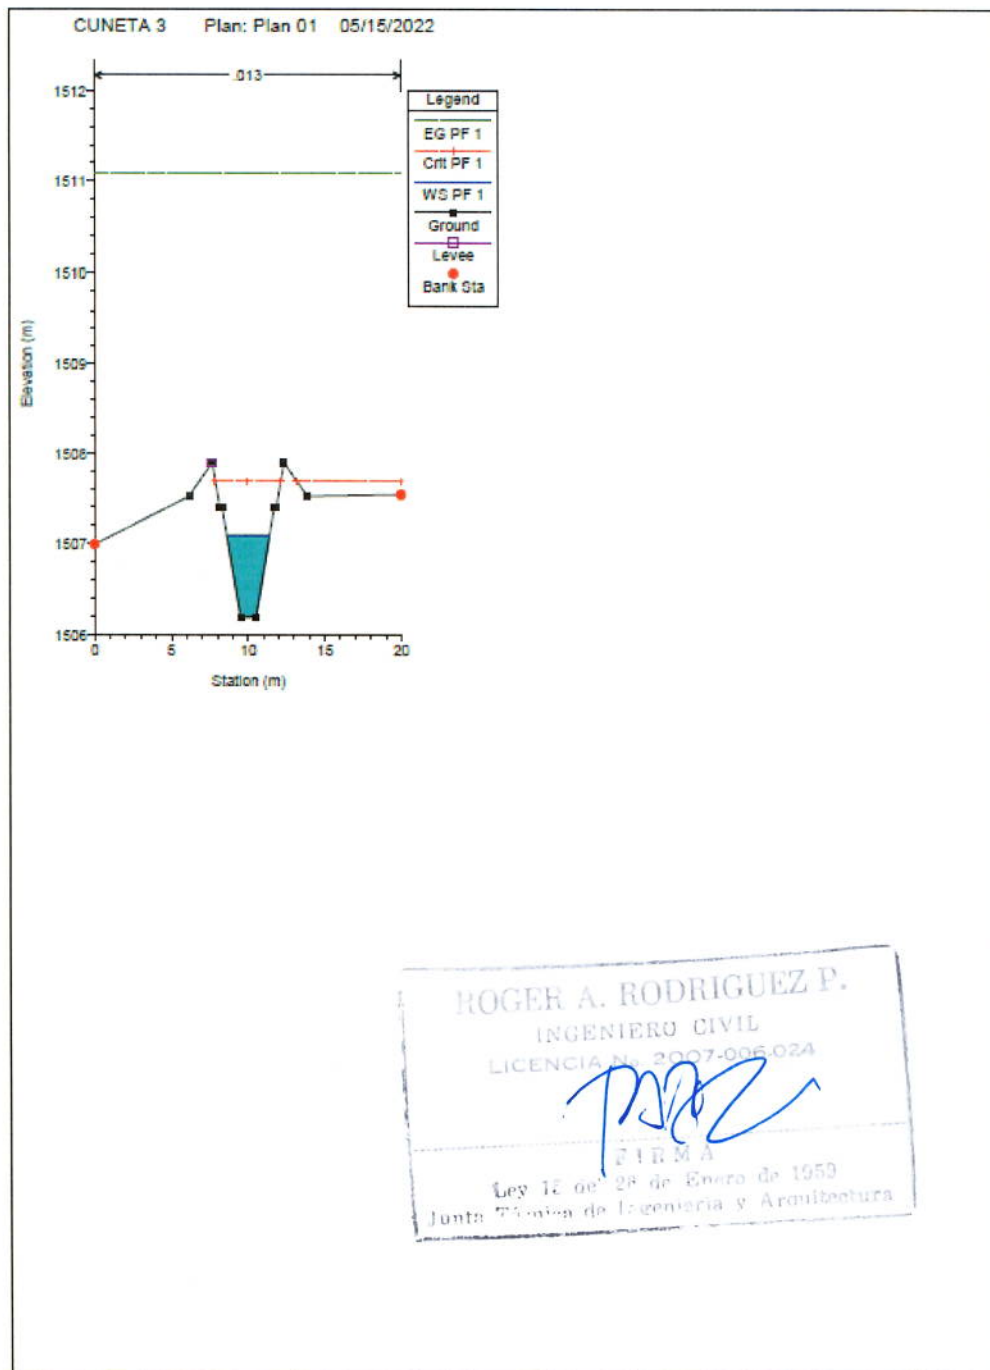 CUNETA 3 Plan: Plan 01 05/15/2022
.013
Legend
EG PF 1
Crit PF 1
WS PF 1
Ground
Levee
Bank Sta
Elevation (m)
1512
1511
1510
1509
1508
1507
1506
0 5 10 15 20
Station (m)
ROGER A. RODRIGUEZ P.
INGENIERO CIVIL
LICENCIA No. 2007-006-024
FIRMA
Ley 15 de 26 de Enero de 1959
Junta Técnica de Ingeniería y Arquitectura